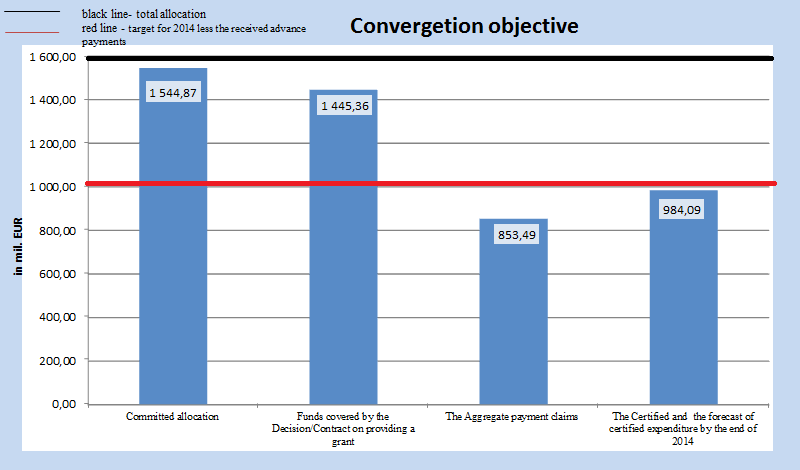 black line- total allocation
red line - target for 2014 less the received advance
payments
Convergetion objective
1 600,00
1 400,00
1 200,00
1 000,00
800,00
600,00
400,00
200,00
0,00
in mil. EUR
1 544,87
1 445,36
853,49
984,09
Committed allocation
Funds covered by the
Decision/Contract on providing a
grant
The Aggregate payment claims
The Certified and the forecast of
certified expenditure by the end of
2014